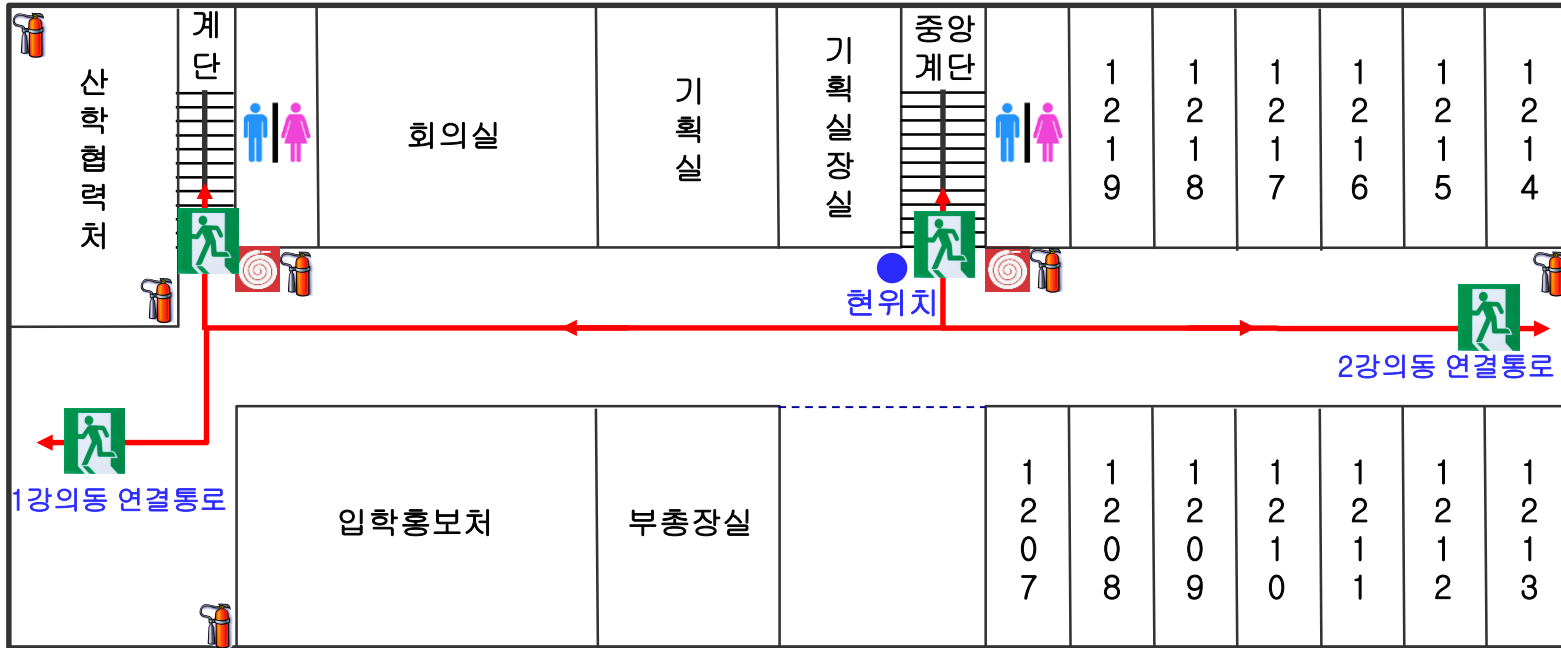 산학협력처
계단
회의실
기획실
기획실장실
중앙
계단
1219
1218
1217
1216
1215
1214
현위치
2강의동 연결통로
1강의동 연결통로
입학홍보처
부총장실
1207
1208
1209
1210
1211
1212
1213